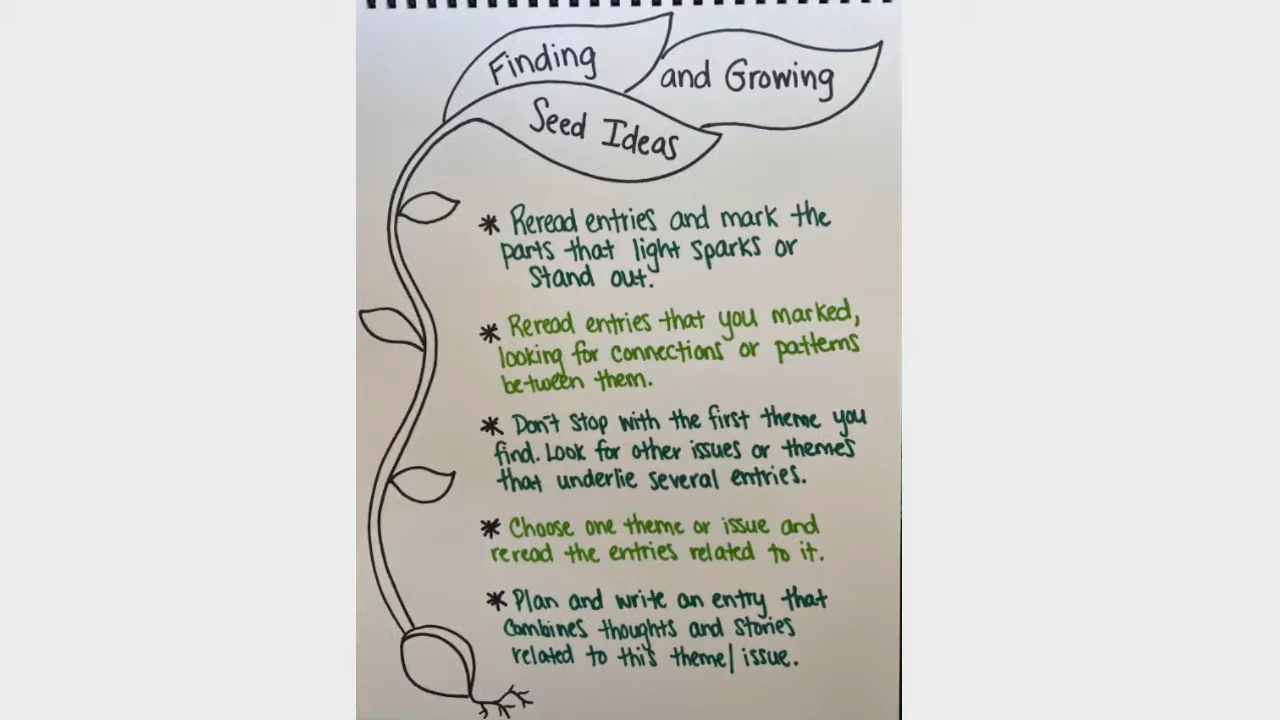 Finding
and Growing
Seed Ideas
* Reread entries and mark the
parts that light sparks or
stand out.
* Reread entries that you marked,
looking for connections or patterns
between them.
* Don't stop with the first theme you
find. Look for other issues or themes
that underlie several entries.
* Choose one theme or issue and
reread the entries related to it.
* Plan and write an entry that
combines thoughts and stories
related to this theme/issue.